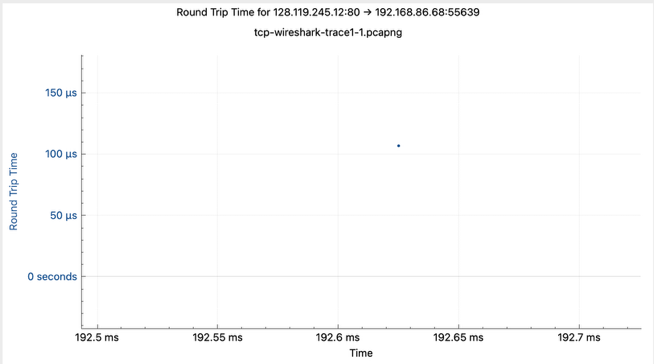 Round Trip Time for 128.119.245.12:80 → 192.168.86.68:55639
tcp-wireshark-trace1-1.pcapng
Round Trip Time
150 µs
100 µs
50 µs
0 seconds
192.5 ms
192.55 ms
192.6 ms
192.65 ms
192.7 ms
Time